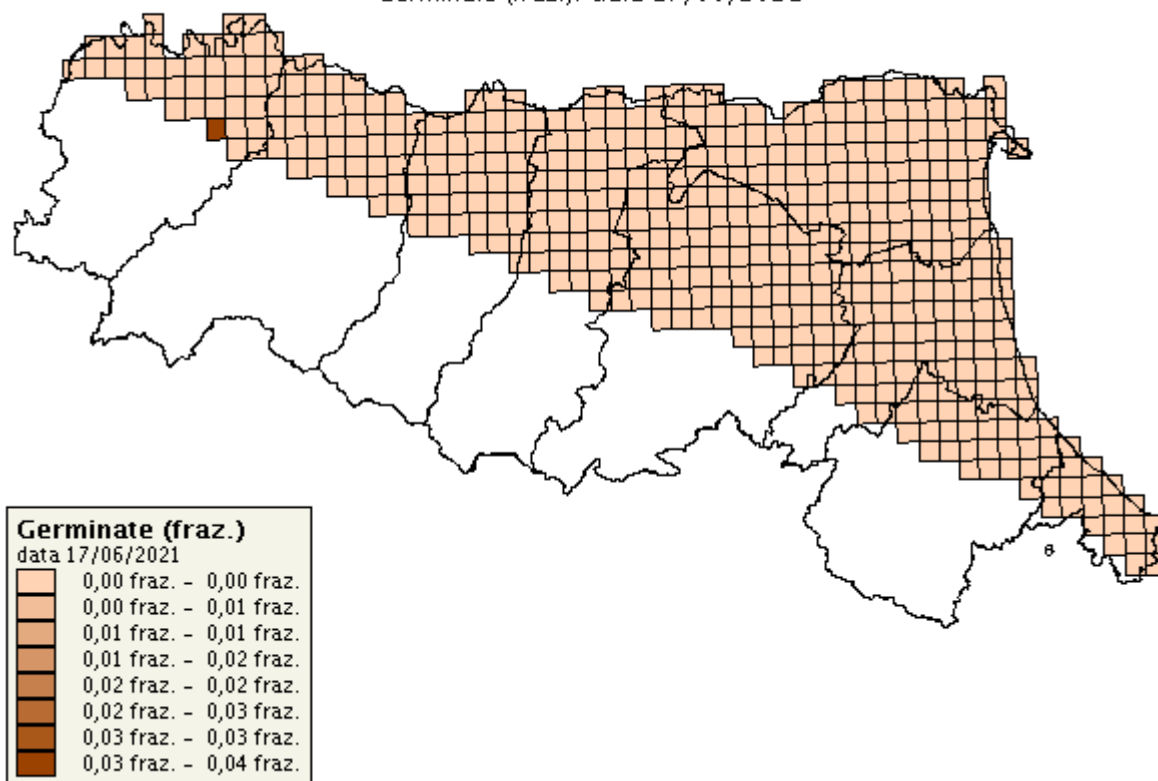 Germinate (fraz.)
data 17/06/2021
0,00 fraz. - 0,00 fraz.
0,00 fraz. - 0,01 fraz.
0,01 fraz. - 0,01 fraz.
0,01 fraz. - 0,02 fraz.
0,02 fraz. - 0,02 fraz.
0,02 fraz. - 0,03 fraz.
0,03 fraz. - 0,03 fraz.
0,03 fraz. - 0,04 fraz.